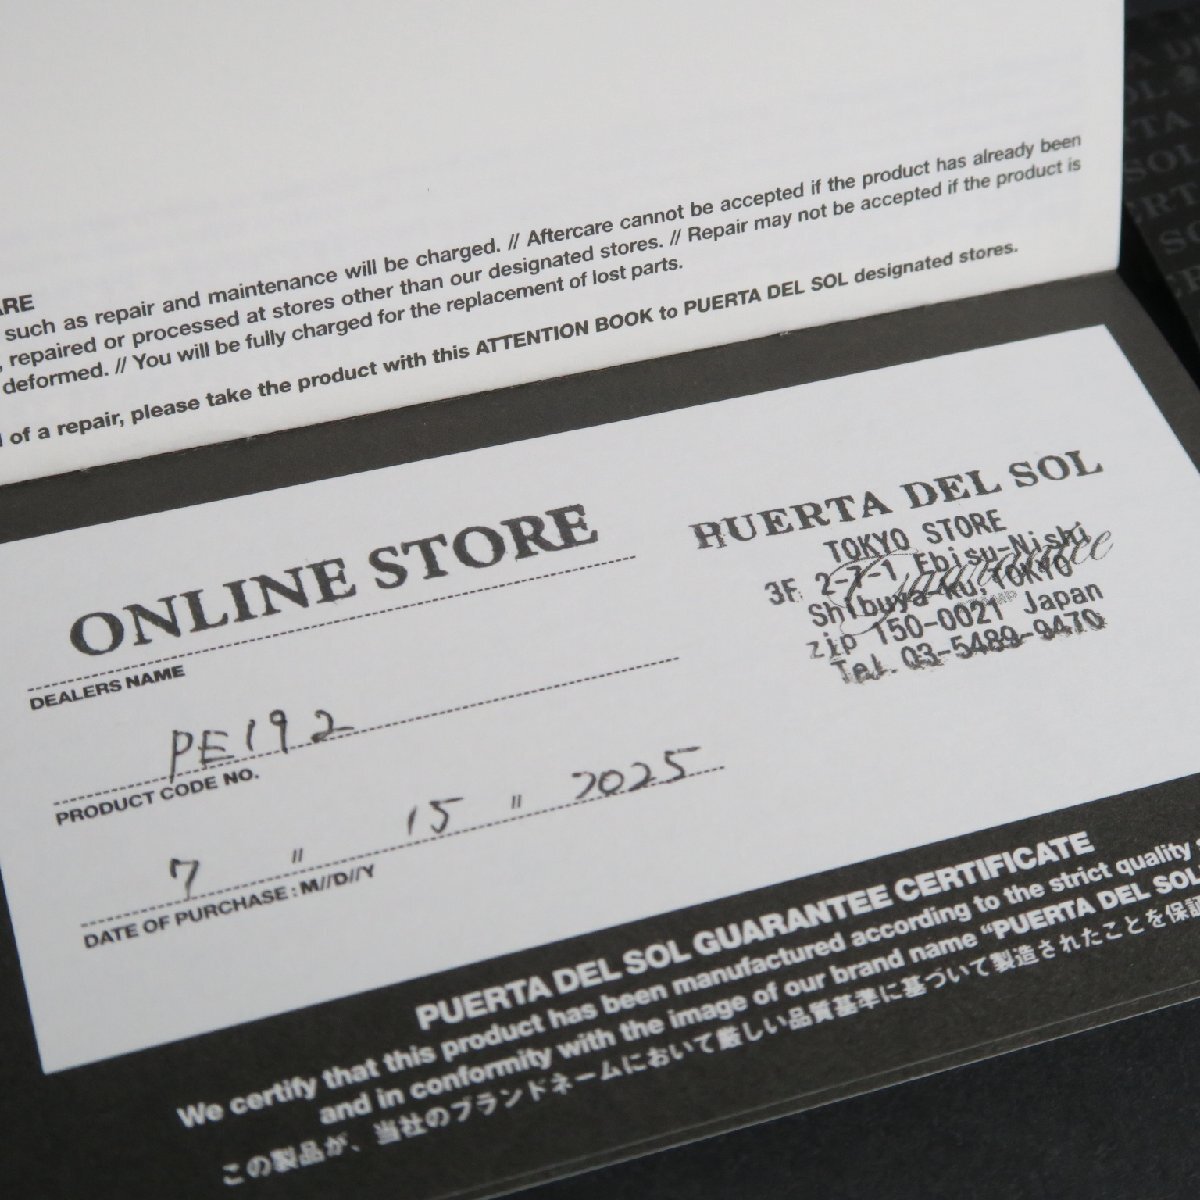 ARE
such as repair and maintenance will be charged. // Aftercare cannot be accepted if the product has already been
, repaired or processed at stores other than our designated stores. // Repair may not be accepted if the product is
deformed. // You will be fully charged for the replacement of lost parts.
of a repair, please take the product with this ATTENTION BOOK to PUERTA DEL SOL designated stores.
ONLINE STORE
DEALERS NAME
PE192
PRODUCT CODE NO.
7 // 15 // 2025
DATE OF PURCHASE : M//D//Y
PUERTA DEL SOL
TOKYO STORE
3F 2-7-1 Ebisu-Nishi
Guarantee
Shibuya-Ku, TOKYO
zip 150-0021 Japan
Tel. 03-5489-9470
PUERTA DEL SOL GUARANTEE CERTIFICATE
We certify that this product has been manufactured according to the strict quality
and in conformity with the image of our brand name "PUERTA DEL SOL
この製品が、当社のブランドネームにおいて厳しい品質基準に基づいて製造されたことを保証